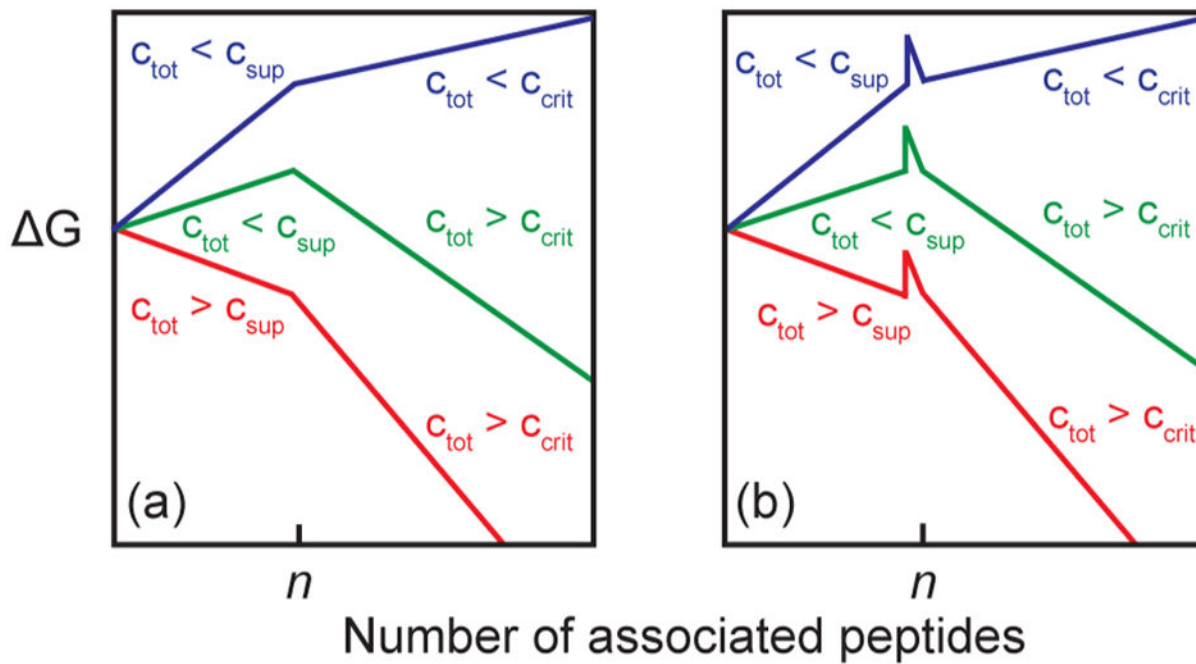 c_tot < c_sup
c_tot < c_crit
ΔG
c_tot < c_sup
c_tot > c_crit
c_tot > c_sup
c_tot > c_crit
(a)
n
c_tot < c_sup
c_tot < c_crit
c_tot < c_sup
c_tot > c_crit
c_tot > c_sup
c_tot > c_crit
(b)
n
Number of associated peptides